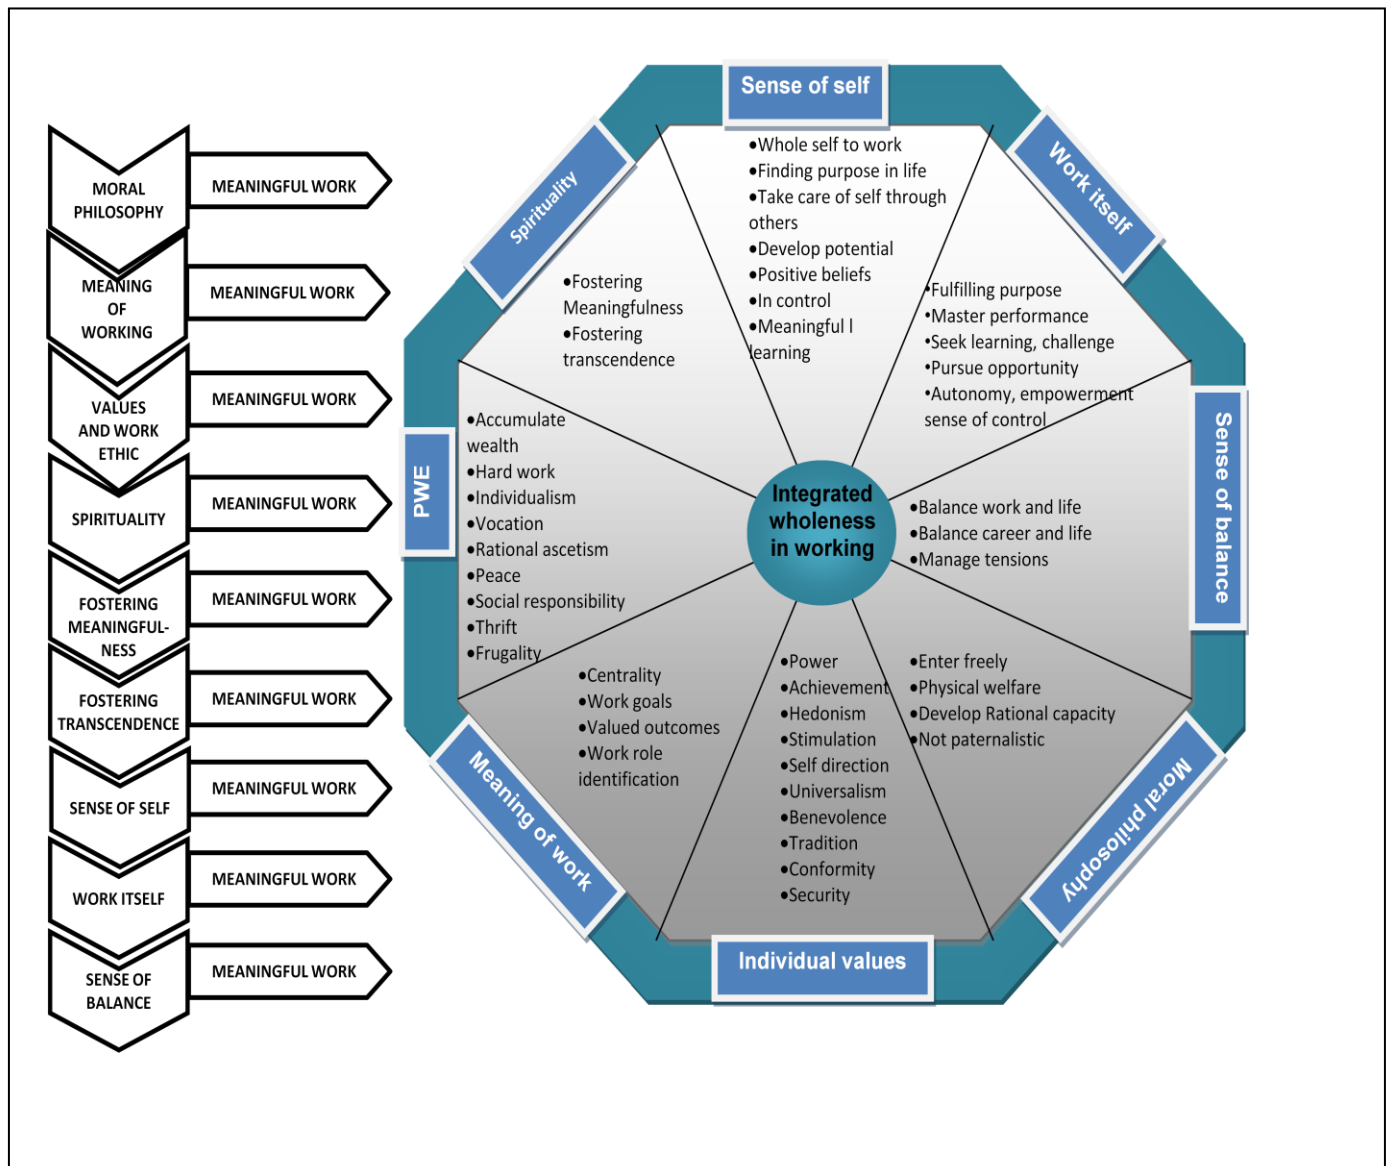 MORAL
PHILOSOPHY
MEANINGFUL WORK
MEANING
OF
WORKING
MEANINGFUL WORK
VALUES
AND WORK
ETHIC
MEANINGFUL WORK
SPIRITUALITY
MEANINGFUL WORK
FOSTERING
MEANINGFUL-
NESS
MEANINGFUL WORK
FOSTERING
TRANSCENDENCE
MEANINGFUL WORK
SENSE OF SELF
MEANINGFUL WORK
WORK ITSELF
MEANINGFUL WORK
SENSE OF
BALANCE
MEANINGFUL WORK
Sense of self
•Whole self to work
•Finding purpose in life
•Take care of self through
others
•Develop potential
•Positive beliefs
•In control
•Meaningful l
learning
Work itself
•Fulfilling purpose
•Master performance
•Seek learning, challenge
•Pursue opportunity
•Autonomy, empowerment
sense of control
Sense of balance
•Balance work and life
•Balance career and life
•Manage tensions
Moral philosophy
•Enter freely
•Physical welfare
•Develop Rational capacity
•Not paternalistic
Individual values
•Power
•Achievement
•Hedonism
•Stimulation
•Self direction
•Universalism
•Benevolence
•Tradition
•Conformity
•Security
Meaning of work
•Centrality
•Work goals
•Valued outcomes
•Work role
identification
PWE
•Accumulate
wealth
•Hard work
•Individualism
•Vocation
•Rational ascetism
•Peace
•Social responsibility
•Thrift
•Frugality
Spirituality
•Fostering
Meaningfulness
•Fostering
transcendence
Integrated
wholeness
in working